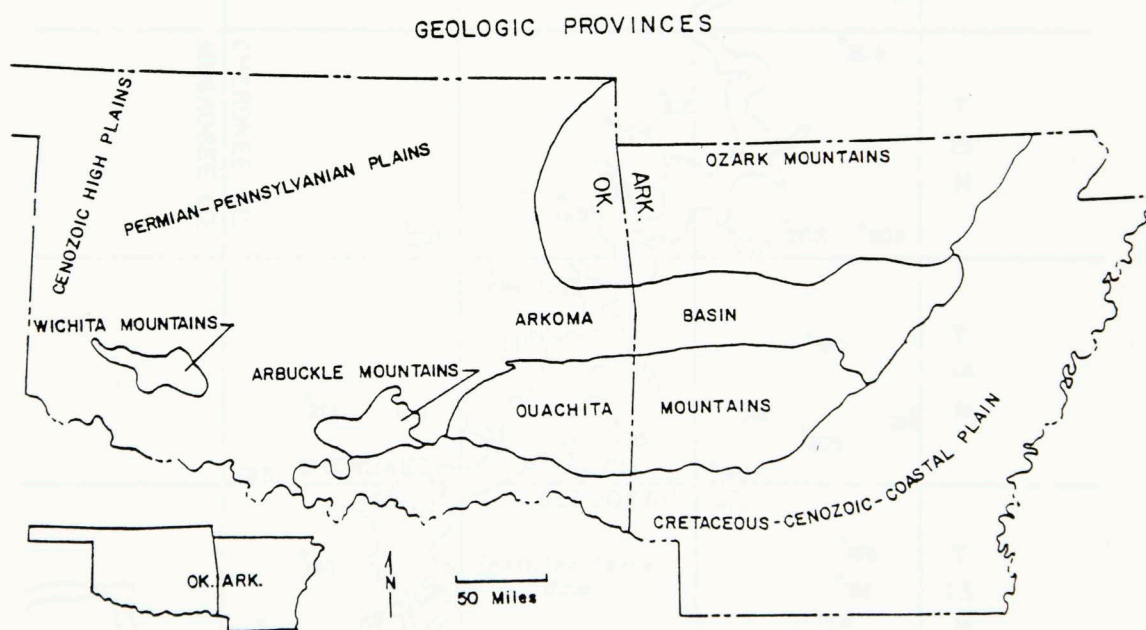 GEOLOGIC PROVINCES
CENOZOIC HIGH PLAINS
PERMIAN-PENNSYLVANIAN PLAINS
OZARK MOUNTAINS
OK.
ARK.
WICHITA MOUNTAINS
ARKOMA BASIN
ARBUCKLE MOUNTAINS
OUACHITA MOUNTAINS
CRETACEOUS-CENOZOIC-COASTAL PLAIN
OK. ARK.
N
50 Miles